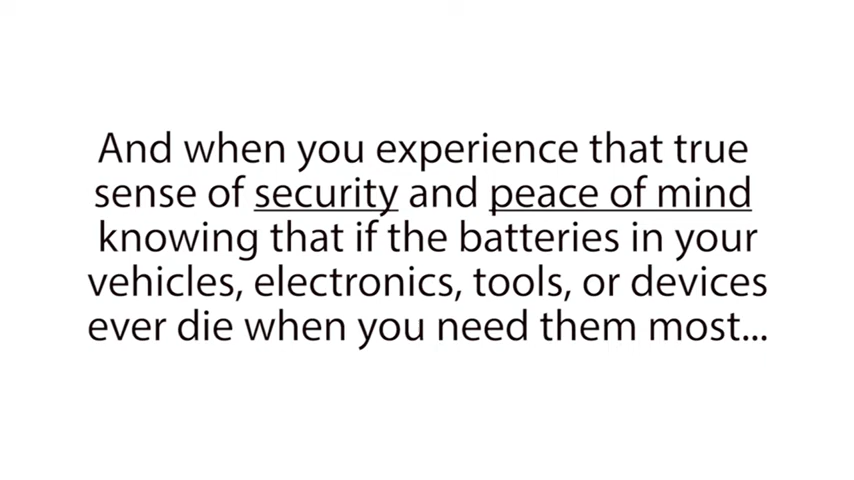 And when you experience that true
sense of security and peace of mind
knowing that if the batteries in your
vehicles, electronics, tools, or devices
ever die when you need them most...